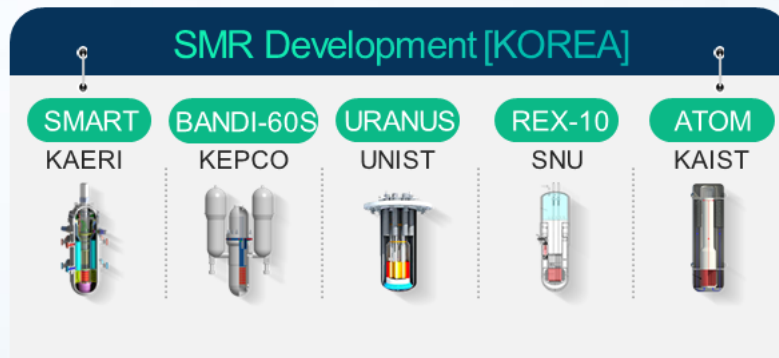 SMR Development [KOREA]
SMART BANDI-60S URANUS REX-10 ATOM
KAERI KEPCO UNIST SNU KAIST